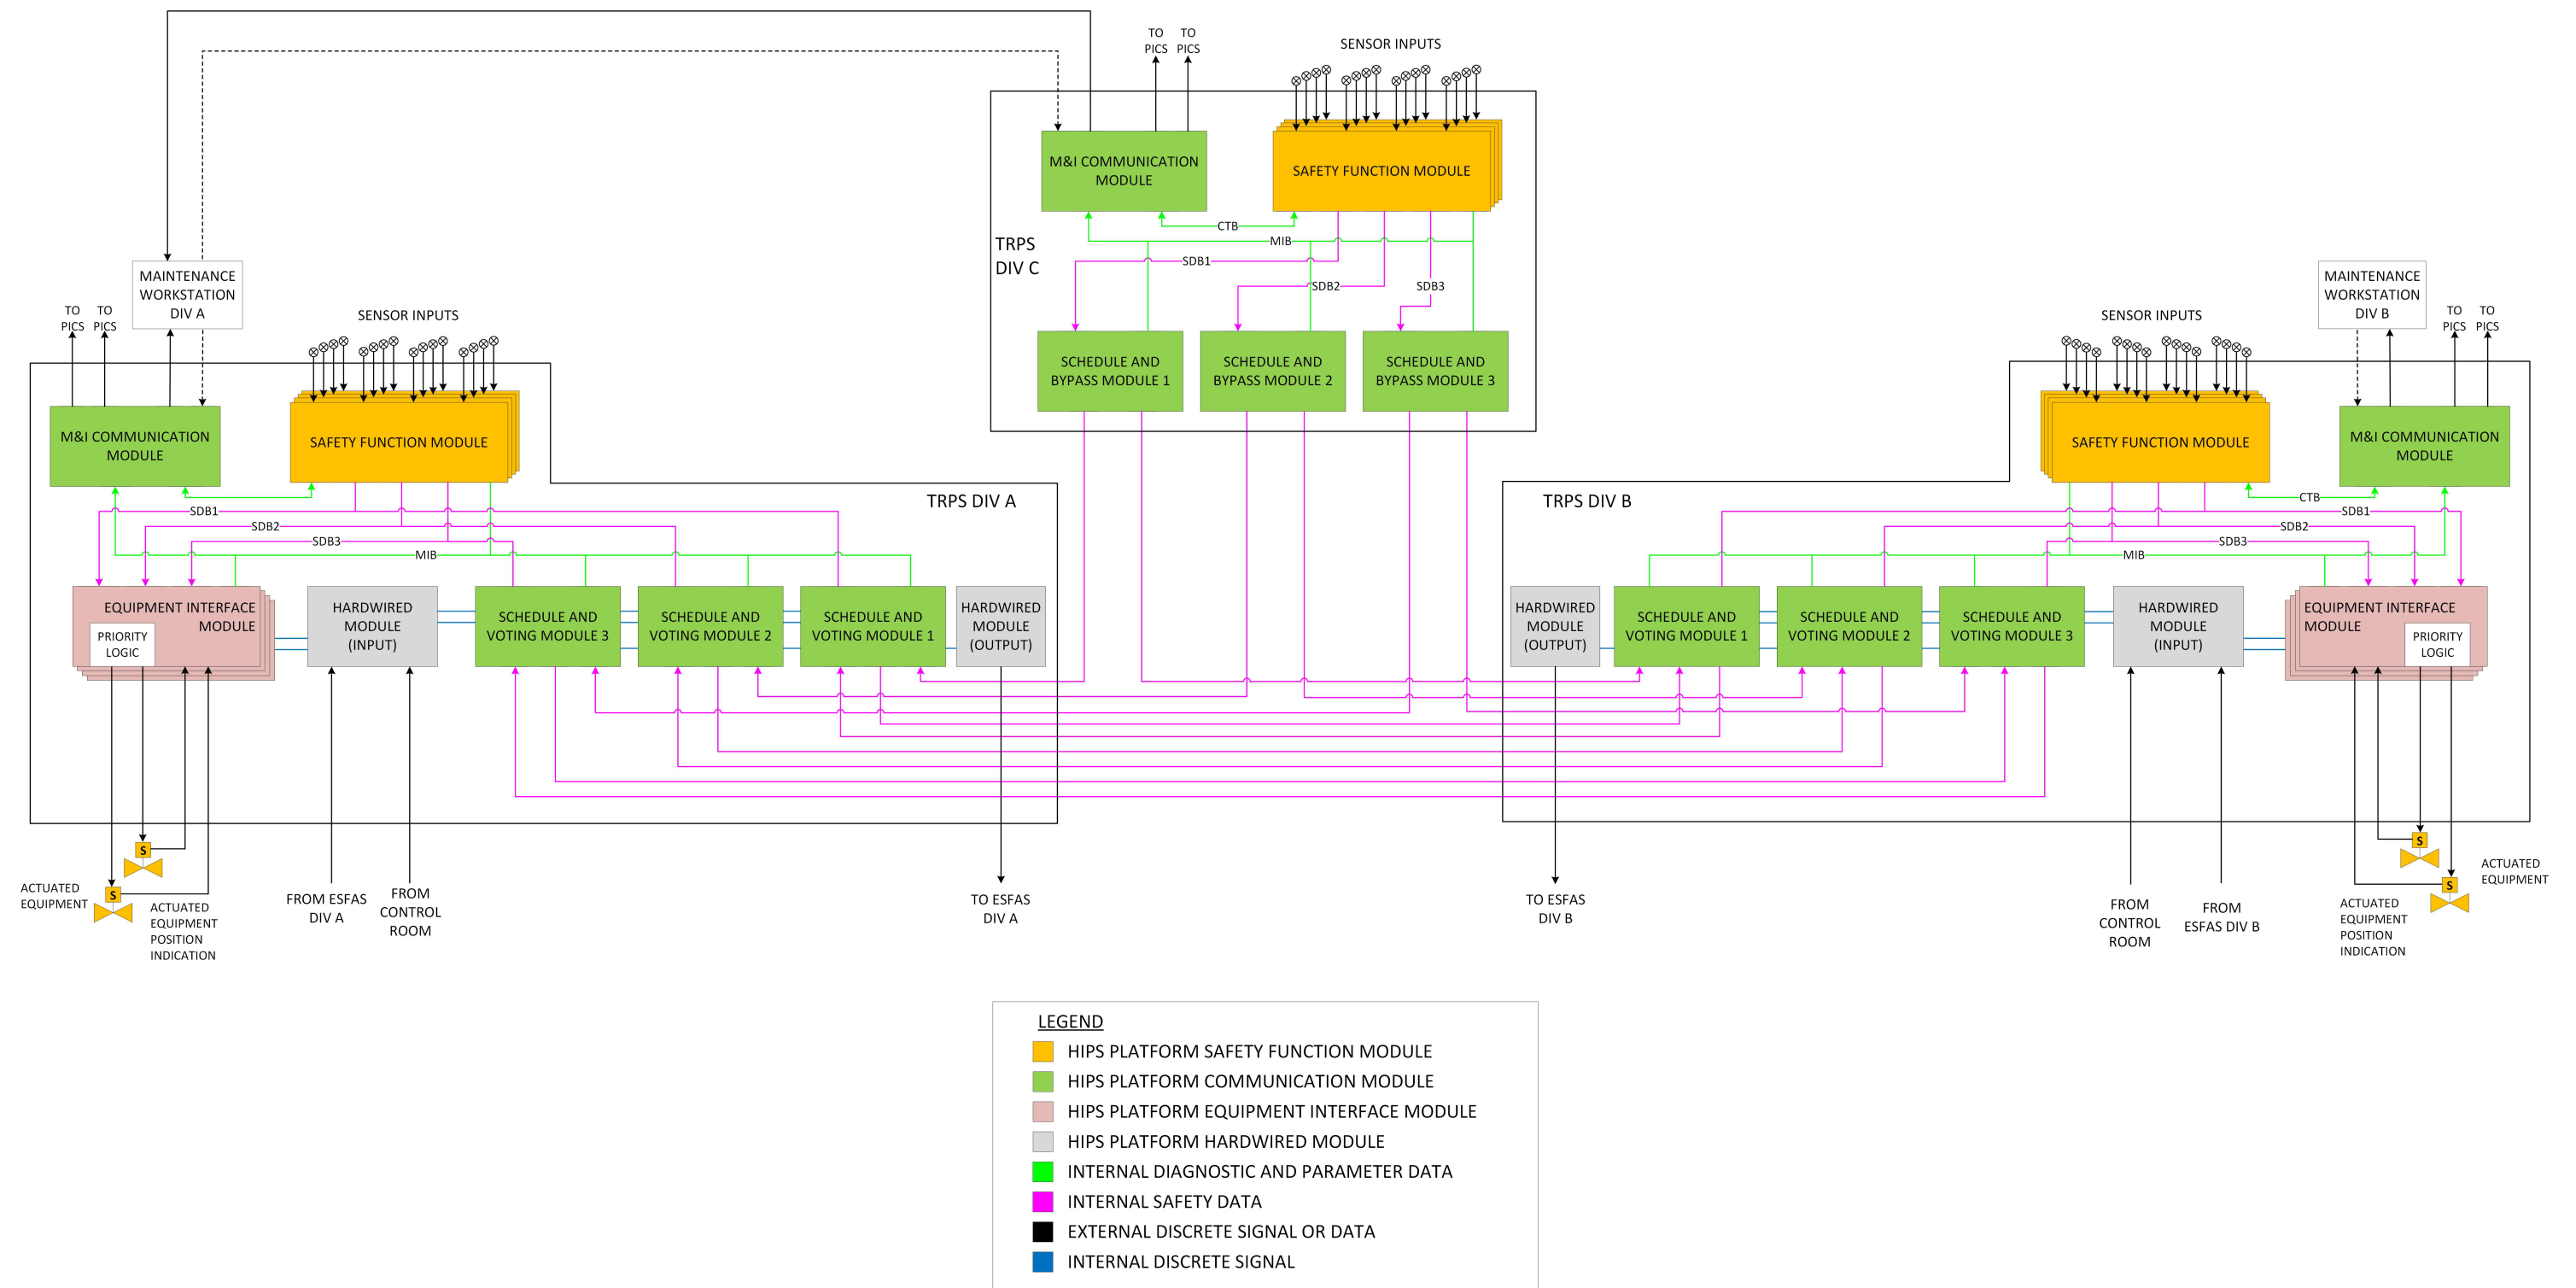 TO
PICS
TO
PICS
SENSOR INPUTS
M&I COMMUNICATION
MODULE
SAFETY FUNCTION MODULE
CTB
MIB
TRPS
DIV C
SDB1
SDB2
SDB3
SCHEDULE AND
BYPASS MODULE 1
SCHEDULE AND
BYPASS MODULE 2
SCHEDULE AND
BYPASS MODULE 3
MAINTENANCE
WORKSTATION
DIV A
TO
PICS
TO
PICS
SENSOR INPUTS
M&I COMMUNICATION
MODULE
SAFETY FUNCTION MODULE
TRPS DIV A
SDB1
SDB2
SDB3
MIB
EQUIPMENT INTERFACE
MODULE
PRIORITY
LOGIC
HARDWIRED
MODULE
(INPUT)
SCHEDULE AND
VOTING MODULE 3
SCHEDULE AND
VOTING MODULE 2
SCHEDULE AND
VOTING MODULE 1
HARDWIRED
MODULE
(OUTPUT)
S
S
ACTUATED
EQUIPMENT
ACTUATED
EQUIPMENT
POSITION
INDICATION
FROM ESFAS
DIV A
FROM
CONTROL
ROOM
TO ESFAS
DIV A
MAINTENANCE
WORKSTATION
DIV B
TO
PICS
TO
PICS
SENSOR INPUTS
SAFETY FUNCTION MODULE
M&I COMMUNICATION
MODULE
TRPS DIV B
CTB
SDB1
SDB2
SDB3
MIB
HARDWIRED
MODULE
(OUTPUT)
SCHEDULE AND
VOTING MODULE 1
SCHEDULE AND
VOTING MODULE 2
SCHEDULE AND
VOTING MODULE 3
HARDWIRED
MODULE
(INPUT)
EQUIPMENT INTERFACE
MODULE
PRIORITY
LOGIC
S
S
TO ESFAS
DIV B
FROM
CONTROL
ROOM
FROM
ESFAS DIV B
ACTUATED
EQUIPMENT
POSITION
INDICATION
ACTUATED
EQUIPMENT
LEGEND
HIPS PLATFORM SAFETY FUNCTION MODULE
HIPS PLATFORM COMMUNICATION MODULE
HIPS PLATFORM EQUIPMENT INTERFACE MODULE
HIPS PLATFORM HARDWIRED MODULE
INTERNAL DIAGNOSTIC AND PARAMETER DATA
INTERNAL SAFETY DATA
EXTERNAL DISCRETE SIGNAL OR DATA
INTERNAL DISCRETE SIGNAL